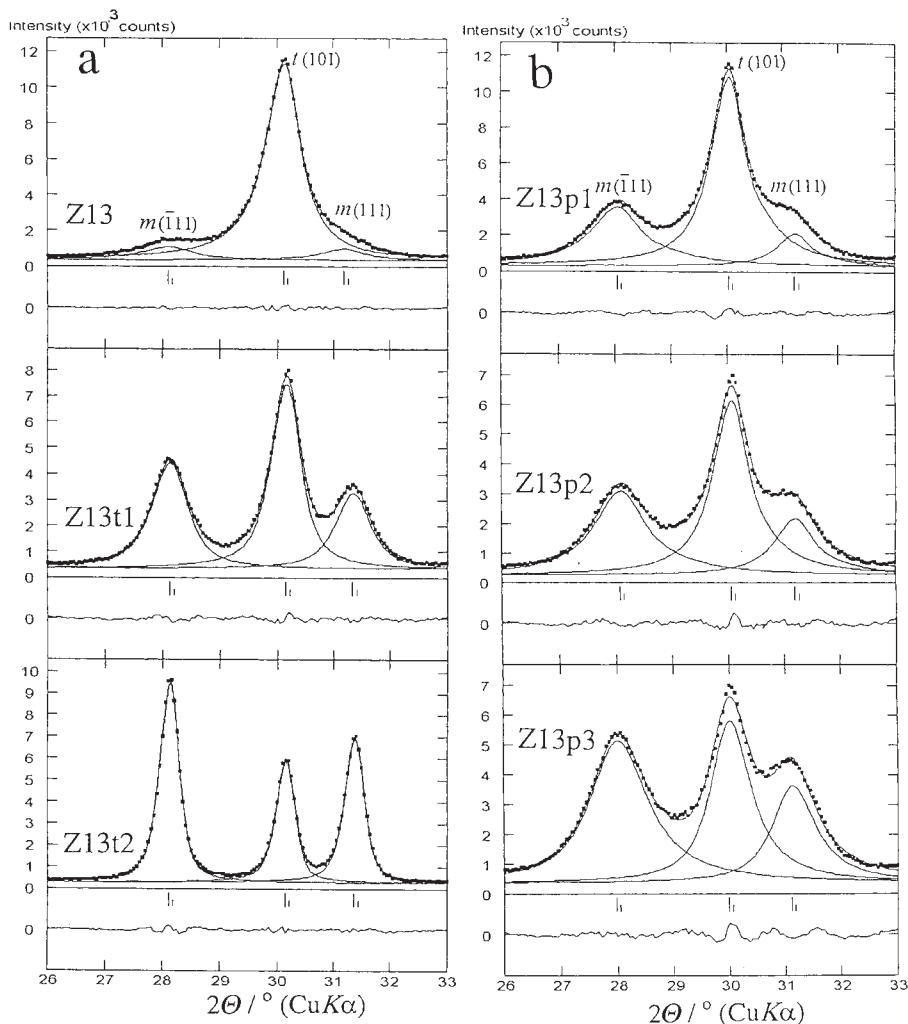 Intensity (x10³ counts)
a
12
10
8
6
4
2
0
t (101)
Z13
m(1̄11)
m(111)
0
8
7
6
5
4
3
2
1
0
Z13t1
0
10
9
8
7
6
5
4
3
2
1
0
Z13t2
0
26 27 28 29 30 31 32 33
2Θ / ° (CuKα)
Intensity (x10³ counts)
b
12
10
8
6
4
2
0
t (101)
Z13p1
m(1̄11)
m(111)
0
7
6
5
4
3
2
1
0
Z13p2
0
7
6
5
4
3
2
1
0
Z13p3
0
26 27 28 29 30 31 32 33
2Θ / ° (CuKα)